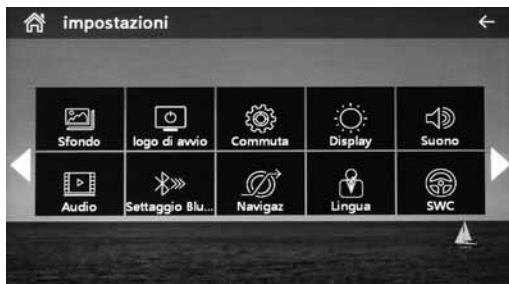 impostazioni
Sfondo
logo di avvio
Commuta
Display
Suono
Audio
Settaggio Blu...
Navigaz
Lingua
SWC